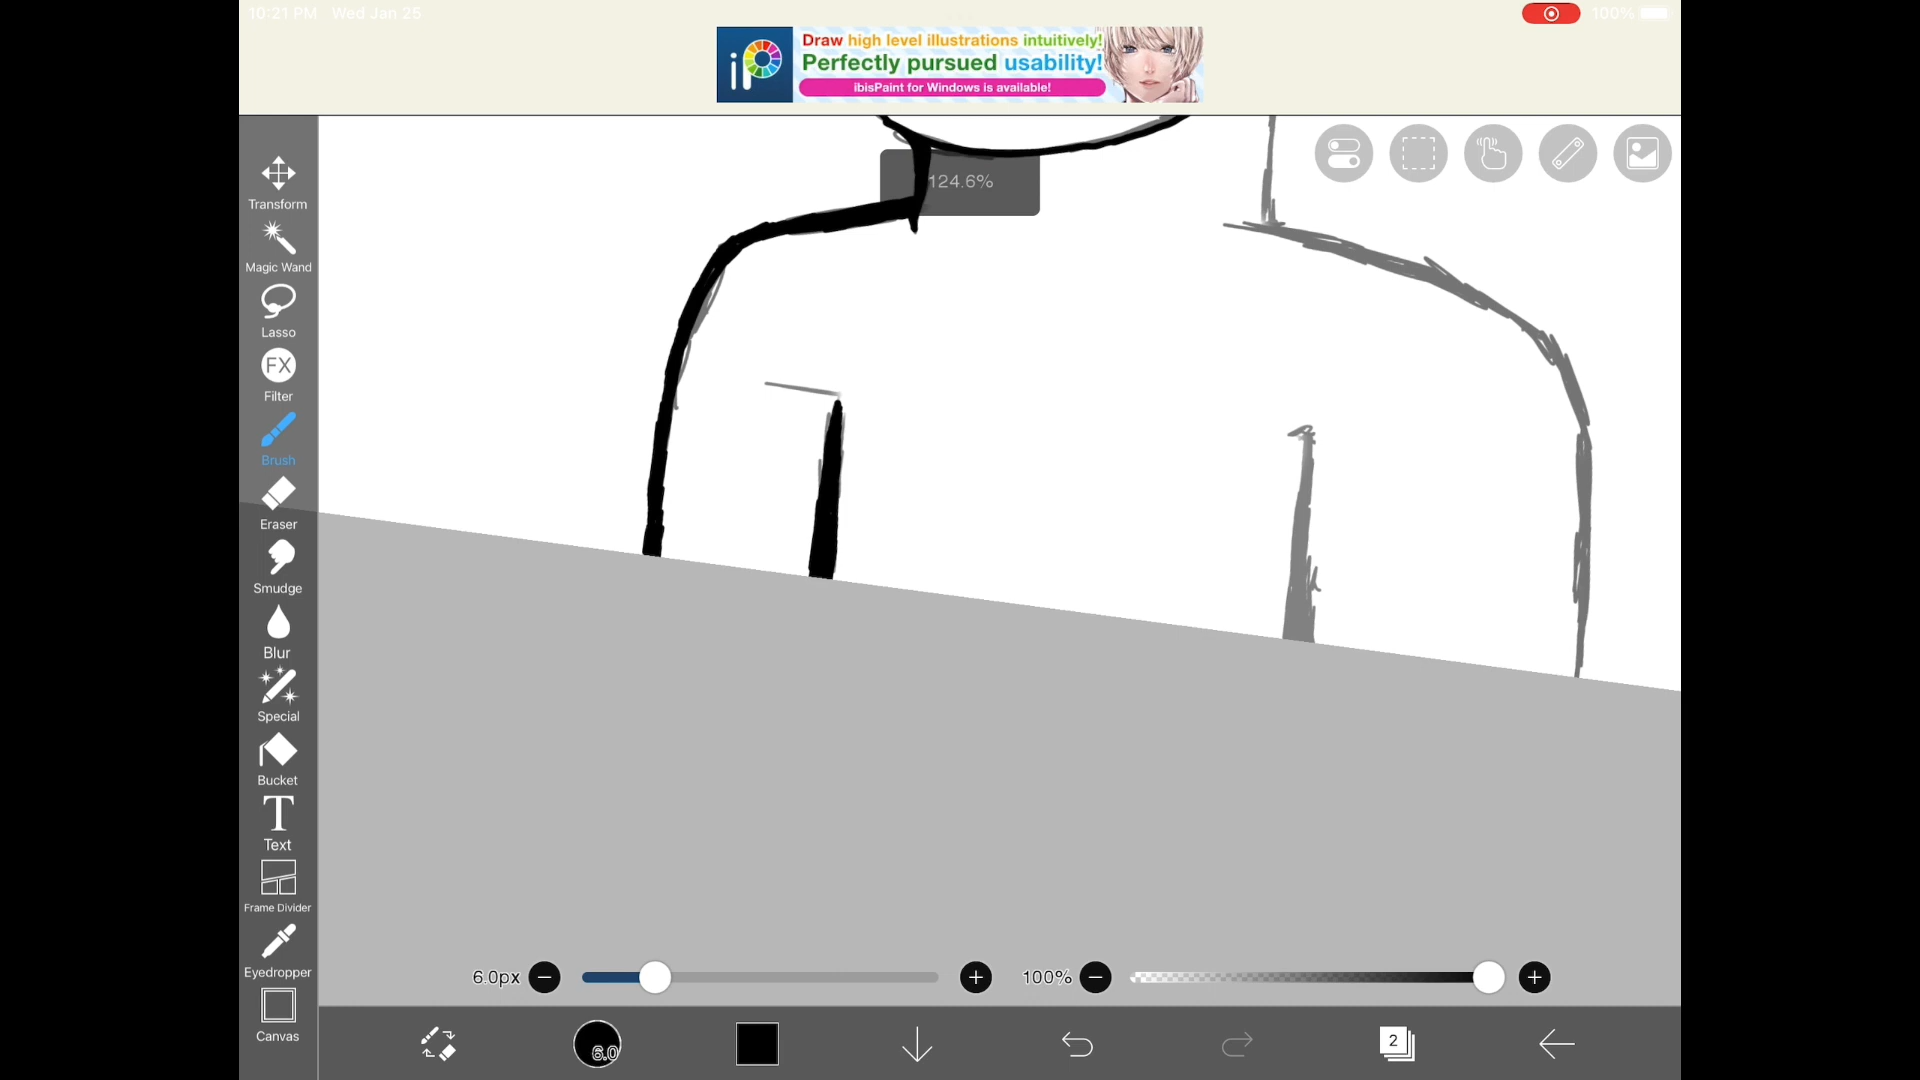 10:21 PM Wed Jan 25
100%
iP
Draw high level illustrations intuitively!
Perfectly pursued usability!
ibisPaint for Windows is available!
124.6%
Transform
Magic Wand
Lasso
FX
Filter
Brush
Eraser
Smudge
Blur
Special
Bucket
T
Text
Frame Divider
Eyedropper
Canvas
6.0px
100%
6.0
2